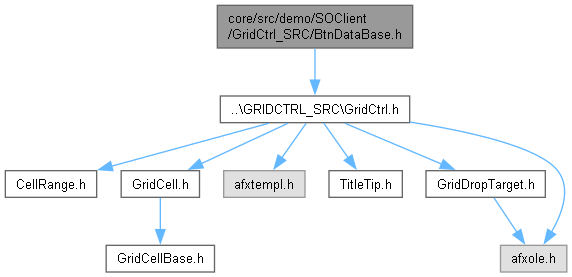 core/src/demo/SOClient
/GridCtrl_SRC/BtnDataBase.h
..\GRIDCTRL_SRC\GridCtrl.h
CellRange.h
GridCell.h
afxtempl.h
TitleTip.h
GridDropTarget.h
GridCellBase.h
afxole.h